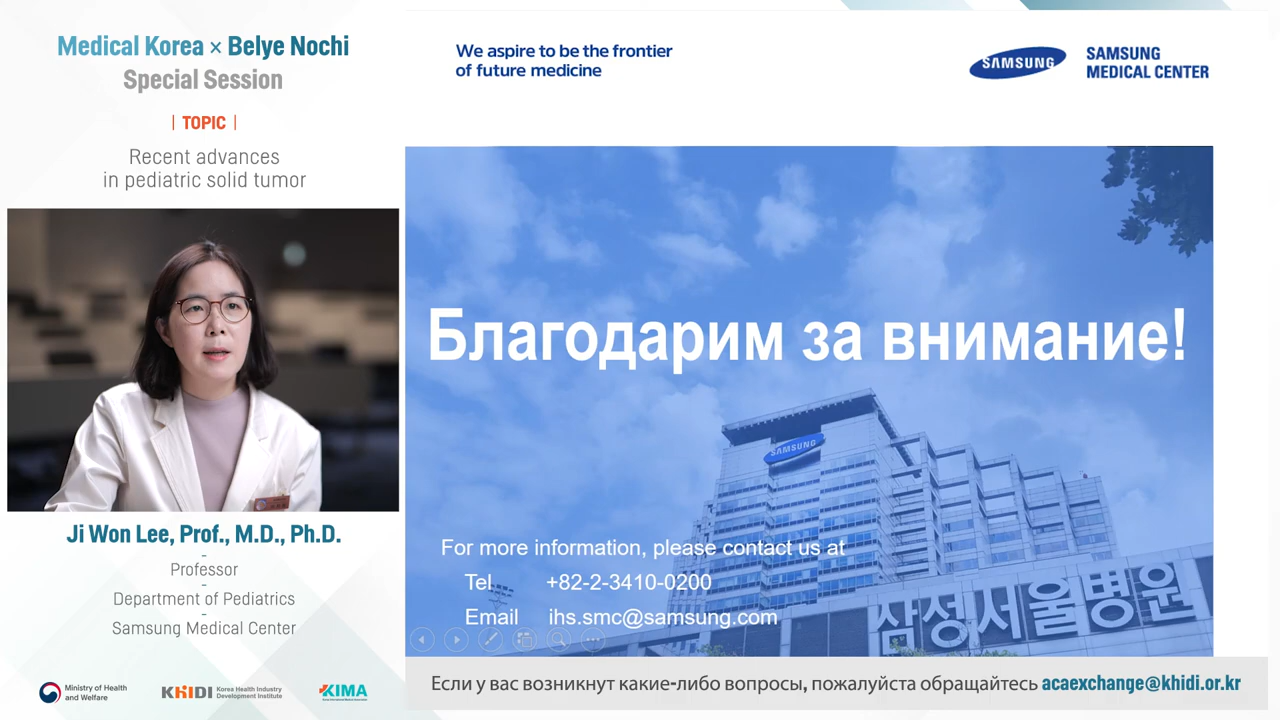 Medical Korea × Belye Nochi
Special Session
| TOPIC |
Recent advances
in pediatric solid tumor
Ji Won Lee, Prof., M.D., Ph.D.
-
Professor
-
Department of Pediatrics
-
Samsung Medical Center
Ministry of Health
and Welfare
KHIDI
Korea Health Industry
Development Institute
KIMA
We aspire to be the frontier
of future medicine
SAMSUNG
SAMSUNG
MEDICAL CENTER
Благодарим за внимание!
SAMSUNG
For more information, please contact us at
Tel. +82-2-3410-0200
Email ihs.smc@samsung.com
삼성서울병원
Если у вас возникнут какие-либо вопросы, пожалуйста обращайтесь acaexchange@khidi.or.kr